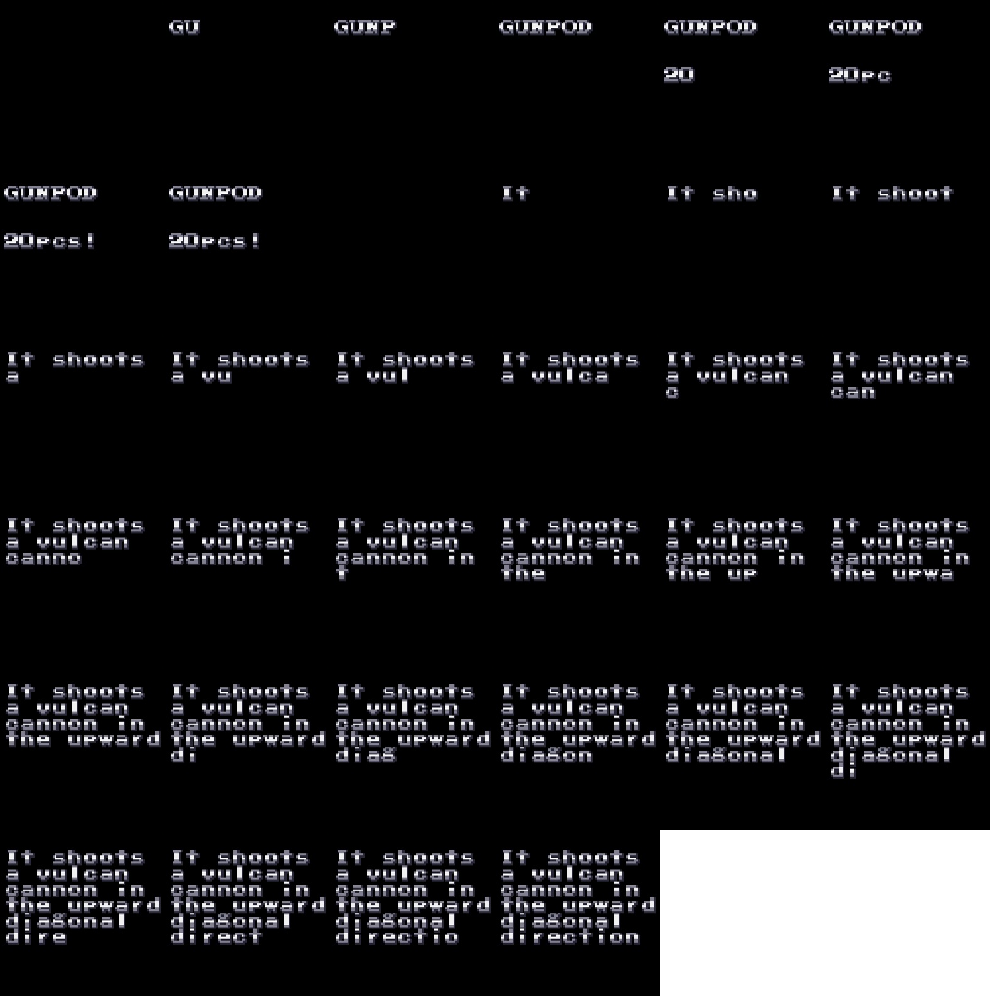 GU GUNP GUNPOD GUNPOD GUNPOD
20 20pc
GUNPOD GUNPOD It It sho It shoot
20pcs! 20pcs!
It shoots It shoots It shoots It shoots It shoots It shoots
a a vu a vul a vulca a vulcan a vulcan
c can
It shoots It shoots It shoots It shoots It shoots It shoots
a vulcan a vulcan a vulcan a vulcan a vulcan a vulcan
canno cannon i cannon in cannon in cannon in cannon in
t the the up the upwa
It shoots It shoots It shoots It shoots It shoots It shoots
a vulcan a vulcan a vulcan a vulcan a vulcan a vulcan
cannon in cannon in cannon in cannon in cannon in cannon in
the upward the upward the upward the upward the upward the upward
di diag diagon diagonal diagonal
di
It shoots It shoots It shoots It shoots
a vulcan a vulcan a vulcan a vulcan
cannon in cannon in cannon in cannon in
the upward the upward the upward the upward
diagonal diagonal diagonal diagonal
dire direct directio direction